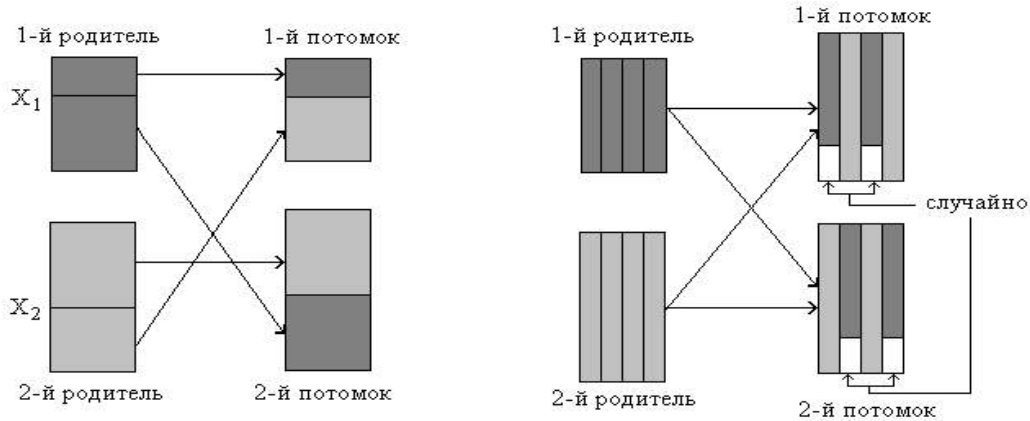 1-й родитель
1-й потомок
X1
X2
2-й родитель
2-й потомок
1-й родитель
1-й потомок
случайно
2-й родитель
2-й потомок